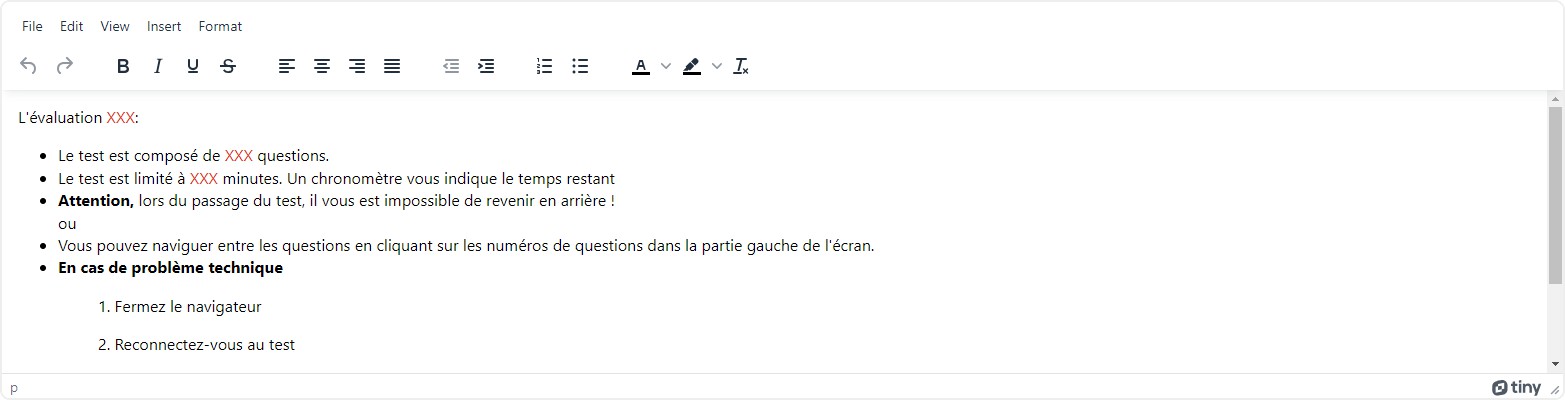 File Edit View Insert Format
B I U S A
L'évaluation XXX:
• Le test est composé de XXX questions.
• Le test est limité à XXX minutes. Un chronomètre vous indique le temps restant
• Attention, lors du passage du test, il vous est impossible de revenir en arrière !
ou
• Vous pouvez naviguer entre les questions en cliquant sur les numéros de questions dans la partie gauche de l'écran.
• En cas de problème technique
1. Fermez le navigateur
2. Reconnectez-vous au test
p tiny